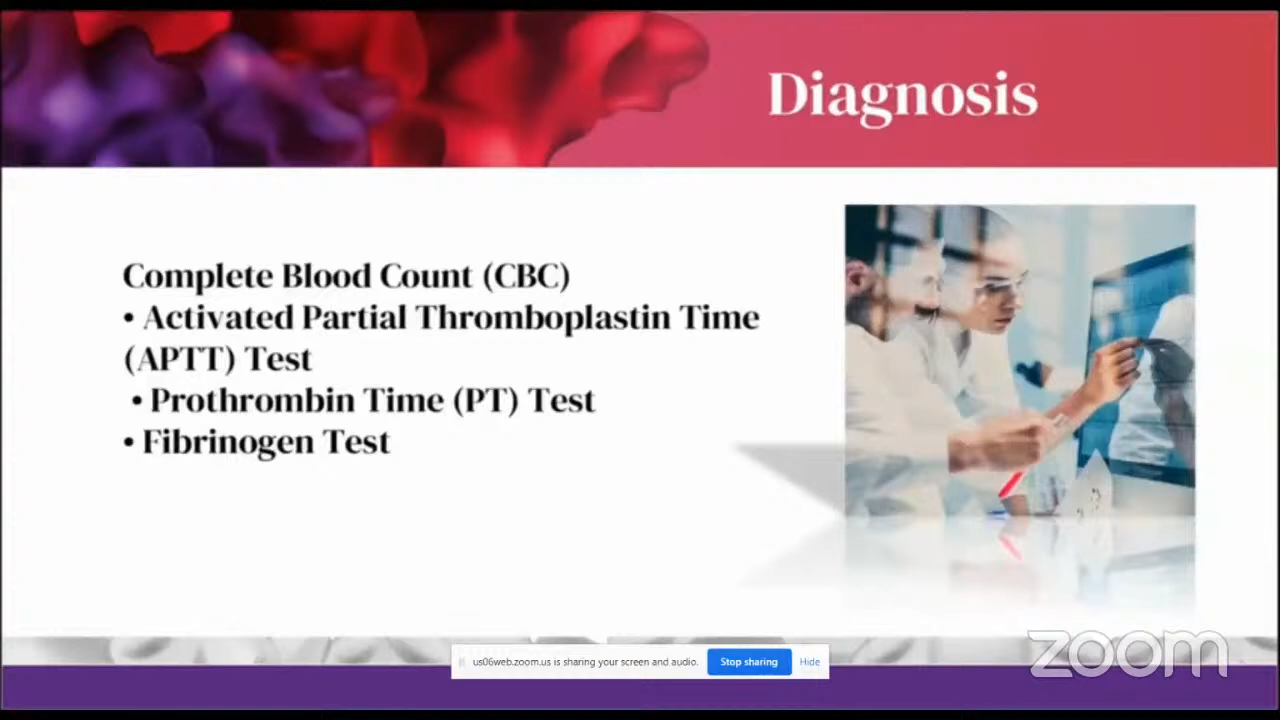 Diagnosis
Complete Blood Count (CBC)
• Activated Partial Thromboplastin Time
(APTT) Test
• Prothrombin Time (PT) Test
• Fibrinogen Test
us06web.zoom.us is sharing your screen and audio. Stop sharing Hide
zoom